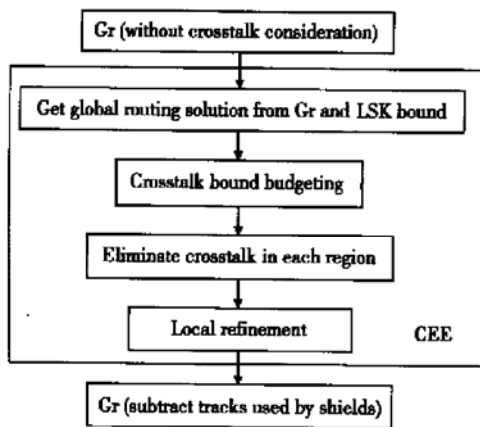 Gr (without crosstalk consideration)
Get global routing solution from Gr and LSK bound
Crosstalk bound budgeting
Eliminate crosstalk in each region
Local refinement
CEE
Gr (subtract tracks used by shields)